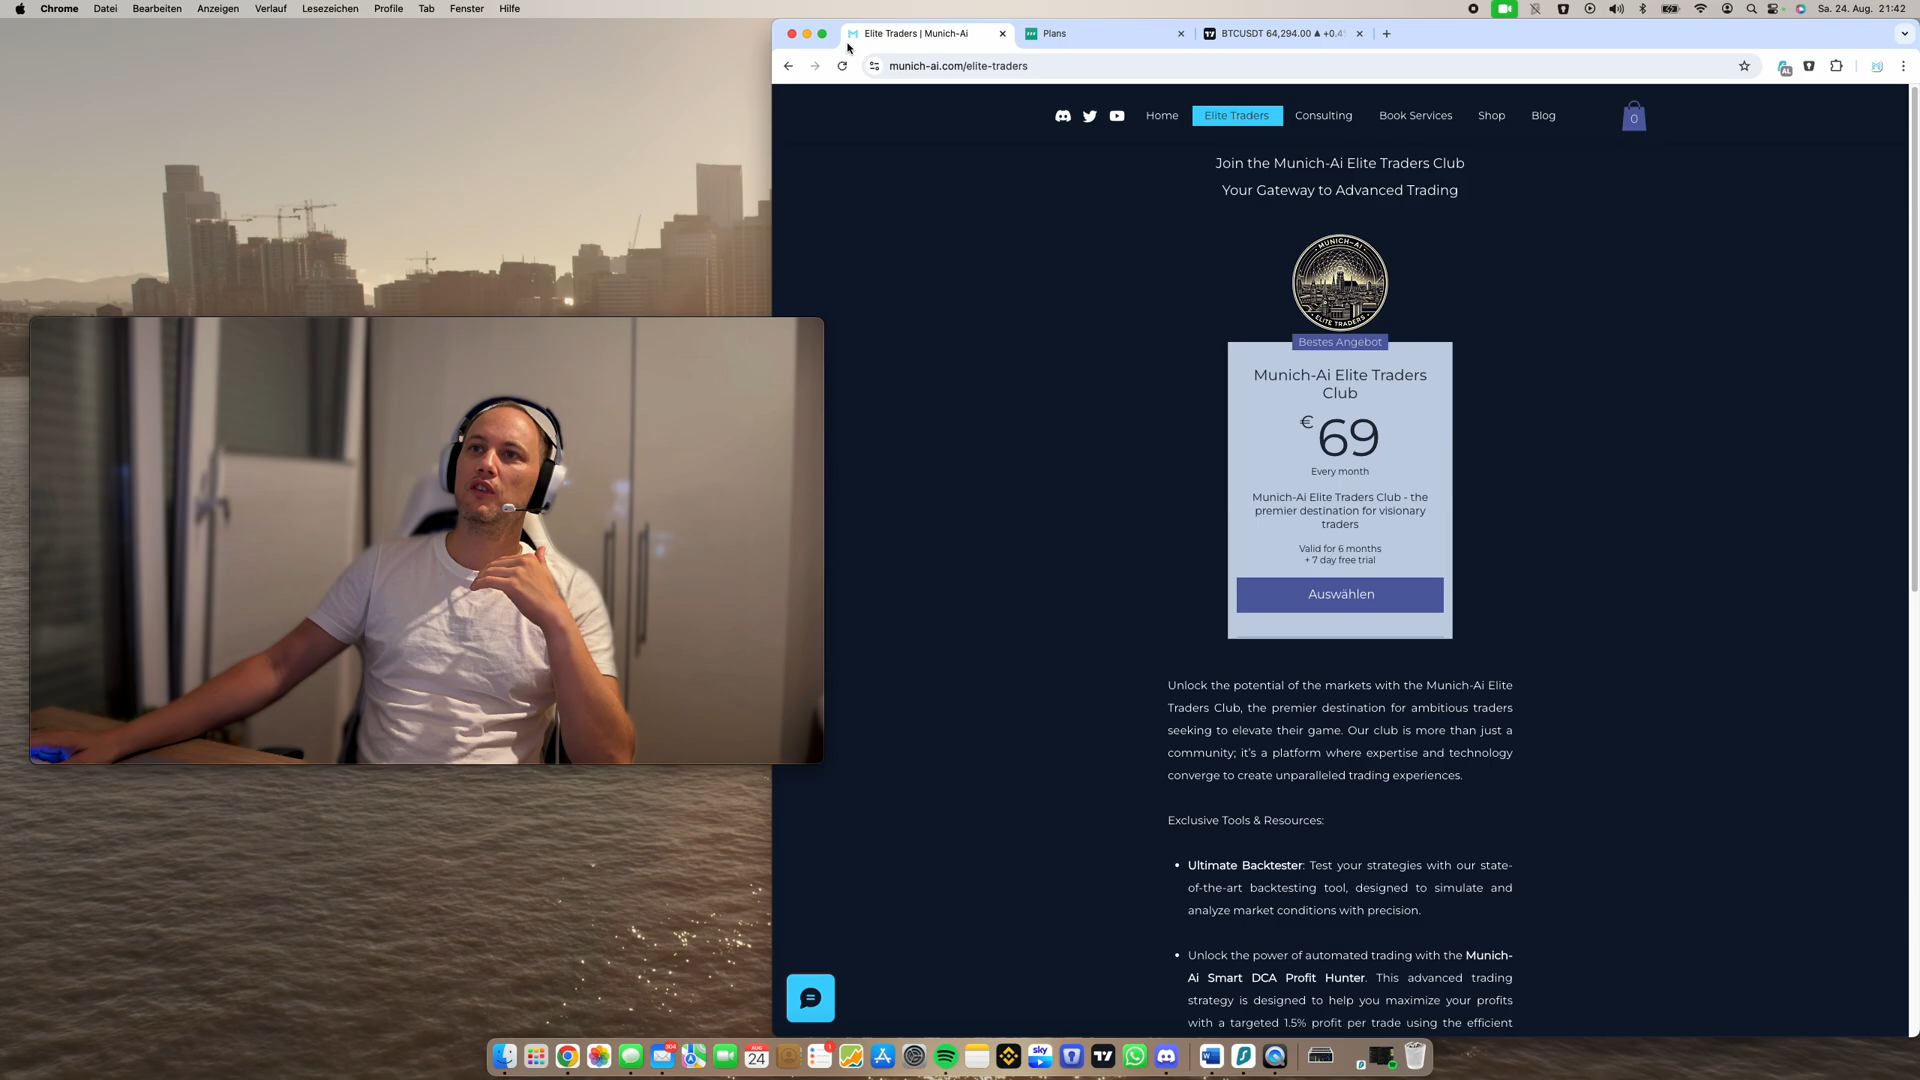 Chrome Datei Bearbeiten Anzeigen Verlauf Lesezeichen Profile Tab Fenster Hilfe
Sa. 24. Aug. 21:42
Elite Traders | Munich-Ai
Plans
BTCUSDT 64,294.00 ▲ +0.4
munich-ai.com/elite-traders
AL
Home Elite Traders Consulting Book Services Shop Blog
0
Join the Munich-Ai Elite Traders Club
Your Gateway to Advanced Trading
MUNICH-AI
ELITE TRADERS
Bestes Angebot
Munich-Ai Elite Traders
Club
€
69
Every month
Munich-Ai Elite Traders Club - the
premier destination for visionary
traders
Valid for 6 months
+ 7 day free trial
Auswählen
Unlock the potential of the markets with the Munich-Ai Elite
Traders Club, the premier destination for ambitious traders
seeking to elevate their game. Our club is more than just a
community; it's a platform where expertise and technology
converge to create unparalleled trading experiences.
Exclusive Tools & Resources:
• Ultimate Backtester: Test your strategies with our state-
of-the-art backtesting tool, designed to simulate and
analyze market conditions with precision.
• Unlock the power of automated trading with the Munich-
Ai Smart DCA Profit Hunter. This advanced trading
strategy is designed to help you maximize your profits
with a targeted 1.5% profit per trade using the efficient
304
AUG
24
1
sky